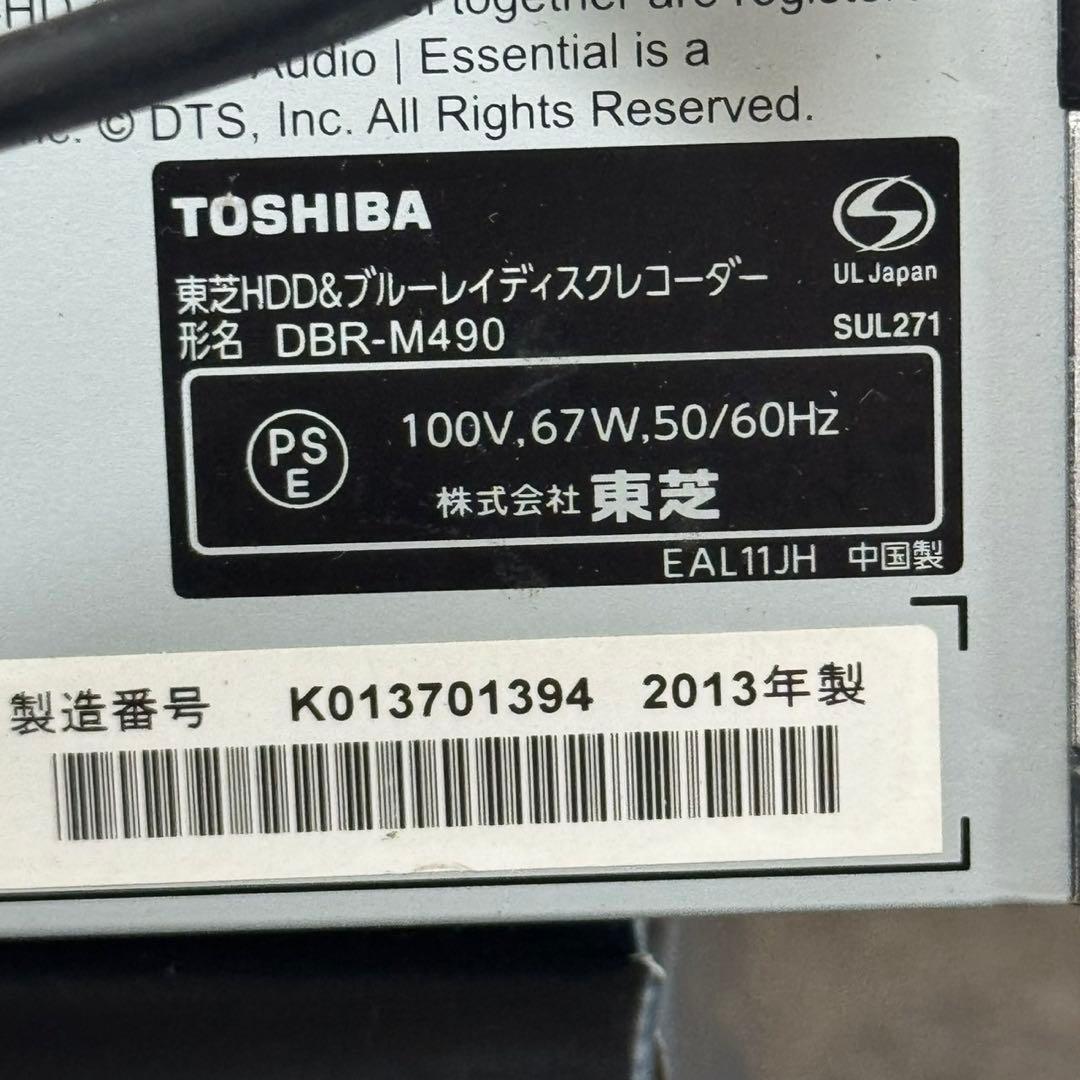 together are
Audio | Essential is a
© DTS, Inc. All Rights Reserved.
TOSHIBA
UL Japan
東芝HDD&ブルーレイディスクレコーダー
形名 DBR-M490
SUL271
PSE
100V,67W,50/60Hz
株式会社 東芝
EAL11JH 中国製
製造番号 K013701394 2013年製